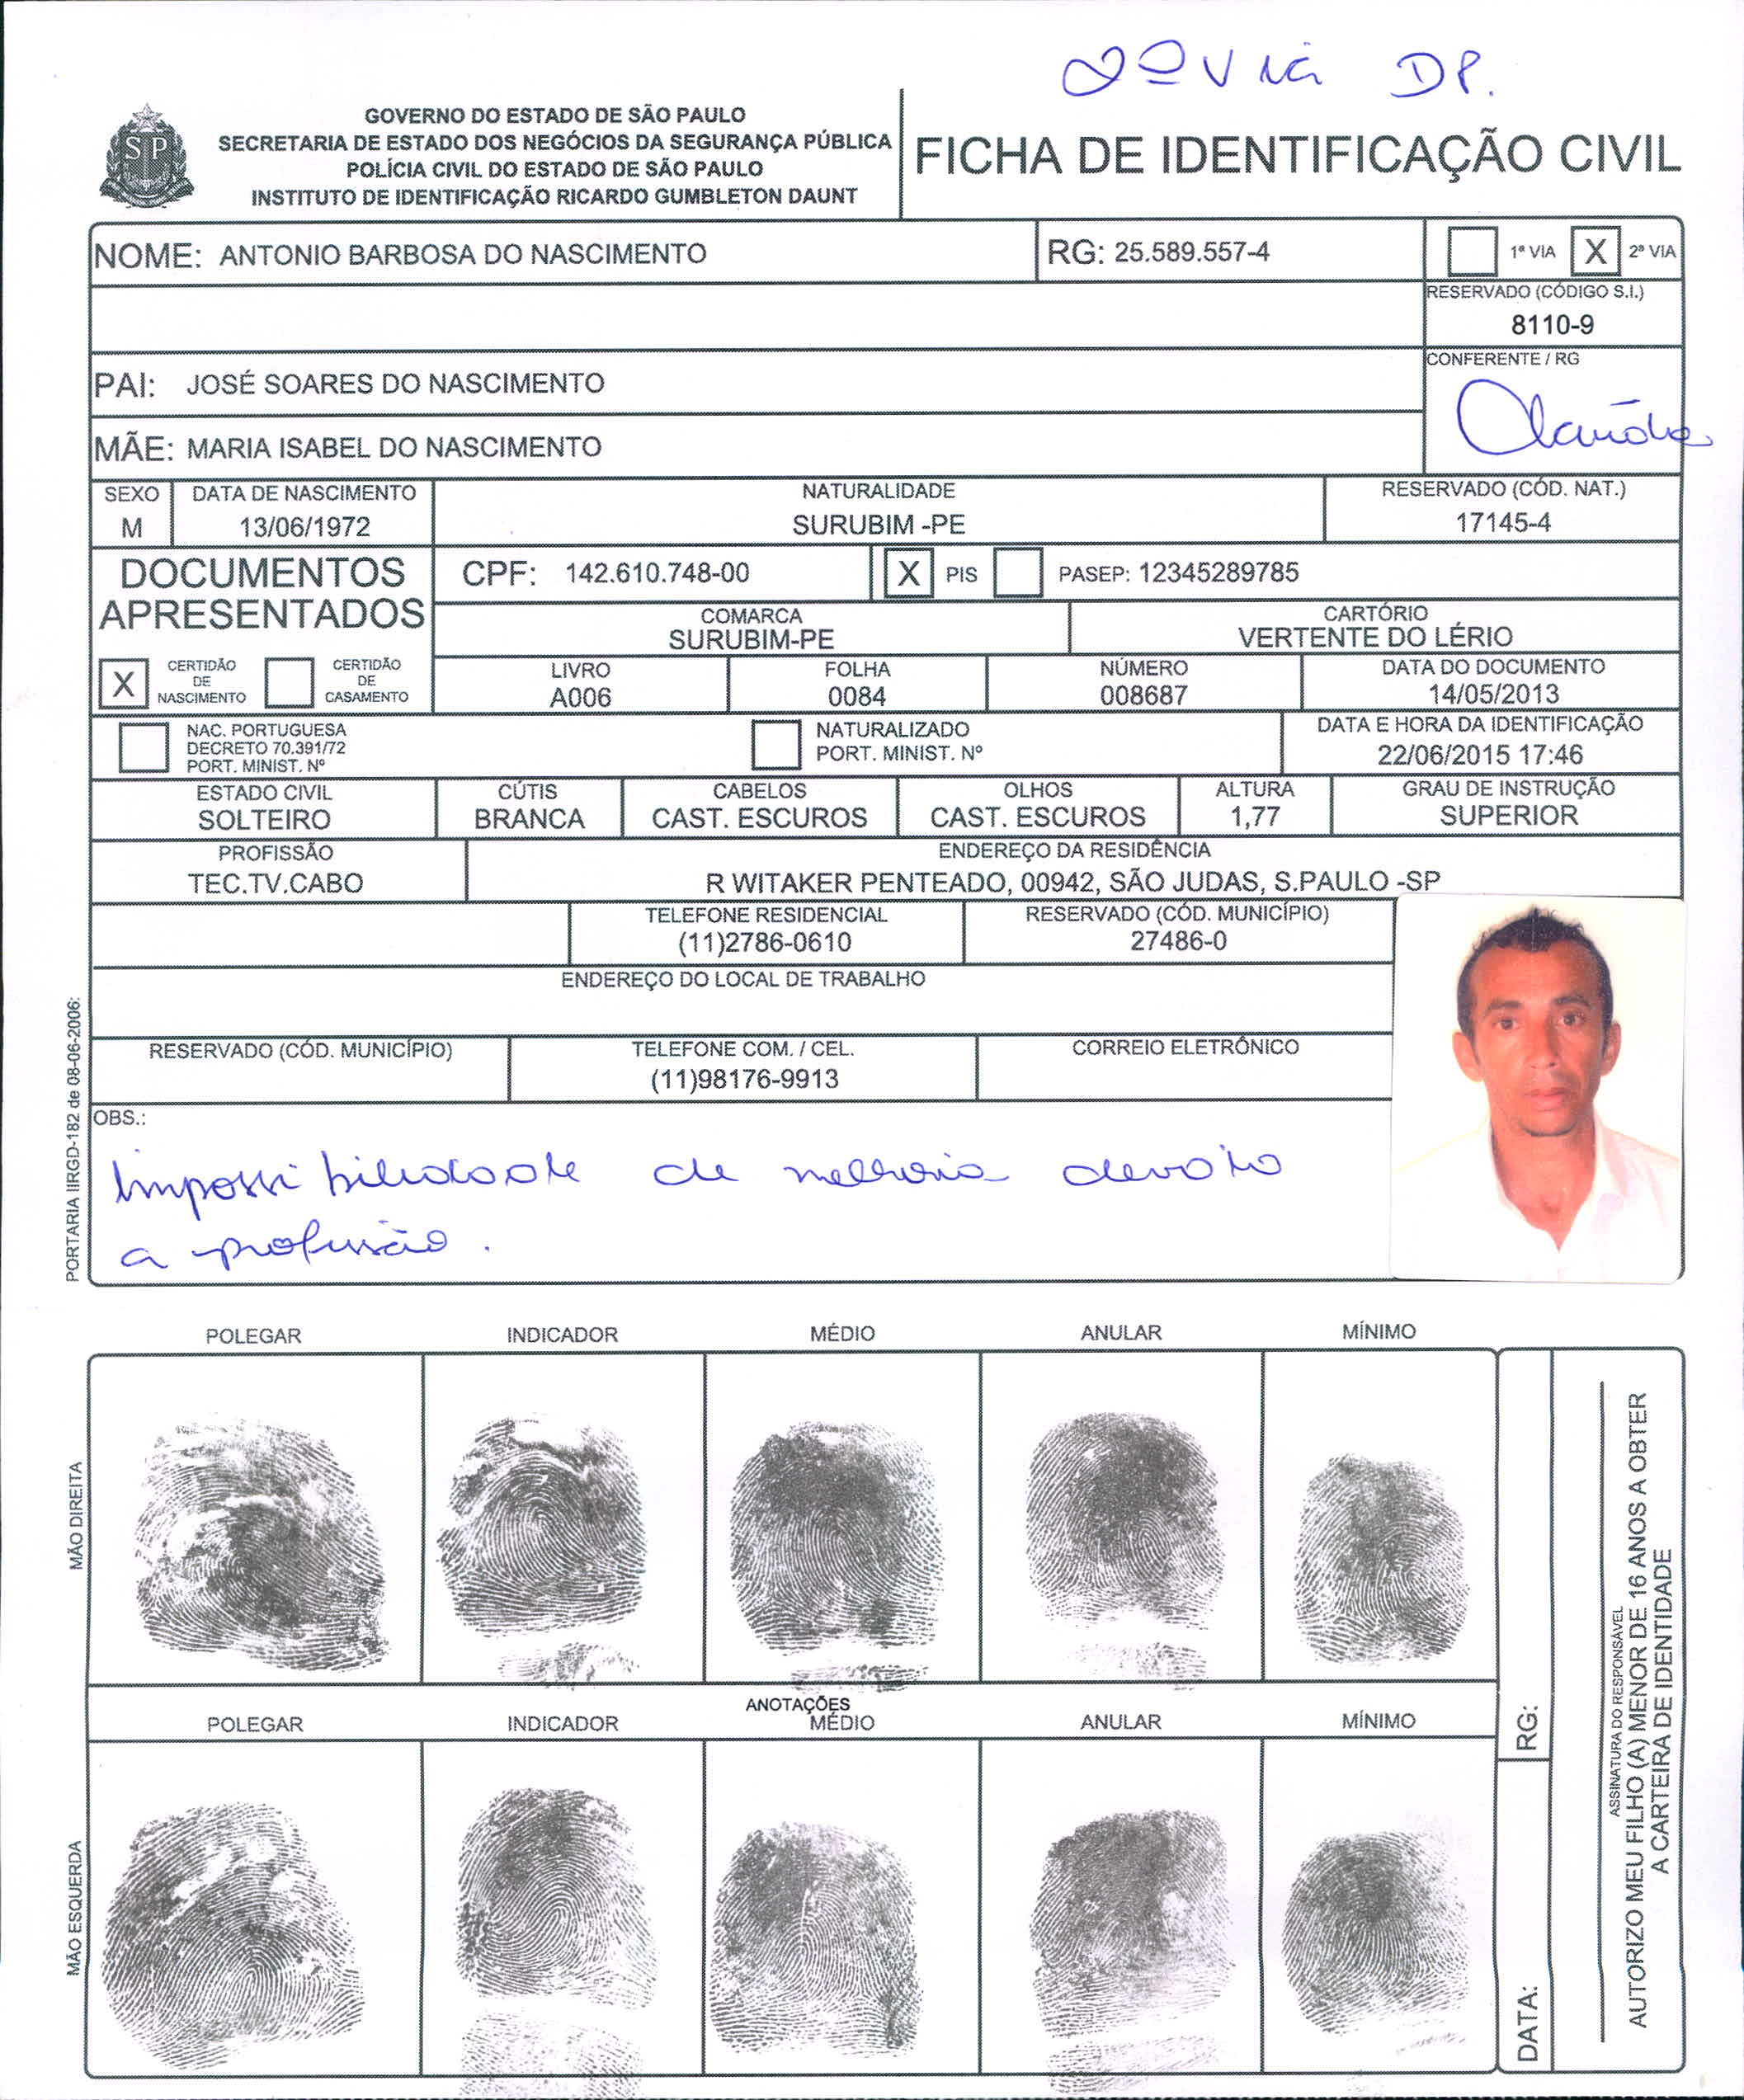 2ª VIA DP.
GOVERNO DO ESTADO DE SÃO PAULO
SECRETARIA DE ESTADO DOS NEGÓCIOS DA SEGURANÇA PÚBLICA
POLÍCIA CIVIL DO ESTADO DE SÃO PAULO
INSTITUTO DE IDENTIFICAÇÃO RICARDO GUMBLETON DAUNT
SP
FICHA DE IDENTIFICAÇÃO CIVIL
NOME: ANTONIO BARBOSA DO NASCIMENTO
RG: 25.589.557-4
1ª VIA X 2ª VIA
RESERVADO (CÓDIGO S.I.)
8110-9
PAI: JOSÉ SOARES DO NASCIMENTO
CONFERENTE / RG
MÃE: MARIA ISABEL DO NASCIMENTO
SEXO
M
DATA DE NASCIMENTO
13/06/1972
NATURALIDADE
SURUBIM -PE
RESERVADO (CÓD. NAT.)
17145-4
DOCUMENTOS
APRESENTADOS
X CERTIDÃO
DE
NASCIMENTO
CERTIDÃO
DE
CASAMENTO
CPF: 142.610.748-00
X PIS
PASEP: 12345289785
COMARCA
SURUBIM-PE
CARTÓRIO
VERTENTE DO LÉRIO
LIVRO
A006
FOLHA
0084
NÚMERO
008687
DATA DO DOCUMENTO
14/05/2013
NAC. PORTUGUESA
DECRETO 70.391/72
PORT. MINIST. Nº
NATURALIZADO
PORT. MINIST. Nº
DATA E HORA DA IDENTIFICAÇÃO
22/06/2015 17:46
ESTADO CIVIL
SOLTEIRO
CÚTIS
BRANCA
CABELOS
CAST. ESCUROS
OLHOS
CAST. ESCUROS
ALTURA
1,77
GRAU DE INSTRUÇÃO
SUPERIOR
PROFISSÃO
TEC.TV.CABO
ENDEREÇO DA RESIDÊNCIA
R WITAKER PENTEADO, 00942, SÃO JUDAS, S.PAULO -SP
TELEFONE RESIDENCIAL
(11)2786-0610
RESERVADO (CÓD. MUNICÍPIO)
27486-0
ENDEREÇO DO LOCAL DE TRABALHO
RESERVADO (CÓD. MUNICÍPIO)
TELEFONE COM. / CEL.
(11)98176-9913
CORREIO ELETRÔNICO
OBS.:
Impossibilidade de melhoria devoto
a profissão.
PORTARIA IIRGD-182 de 08-06-2006:
POLEGAR INDICADOR MÉDIO ANULAR MÍNIMO
MÃO DIREITA
ANOTAÇÕES
POLEGAR INDICADOR MÉDIO ANULAR MÍNIMO
MÃO ESQUERDA
RG:
DATA:
ASSINATURA DO RESPONSÁVEL
AUTORIZO MEU FILHO (A) MENOR DE 16 ANOS A OBTER
A CARTEIRA DE IDENTIDADE